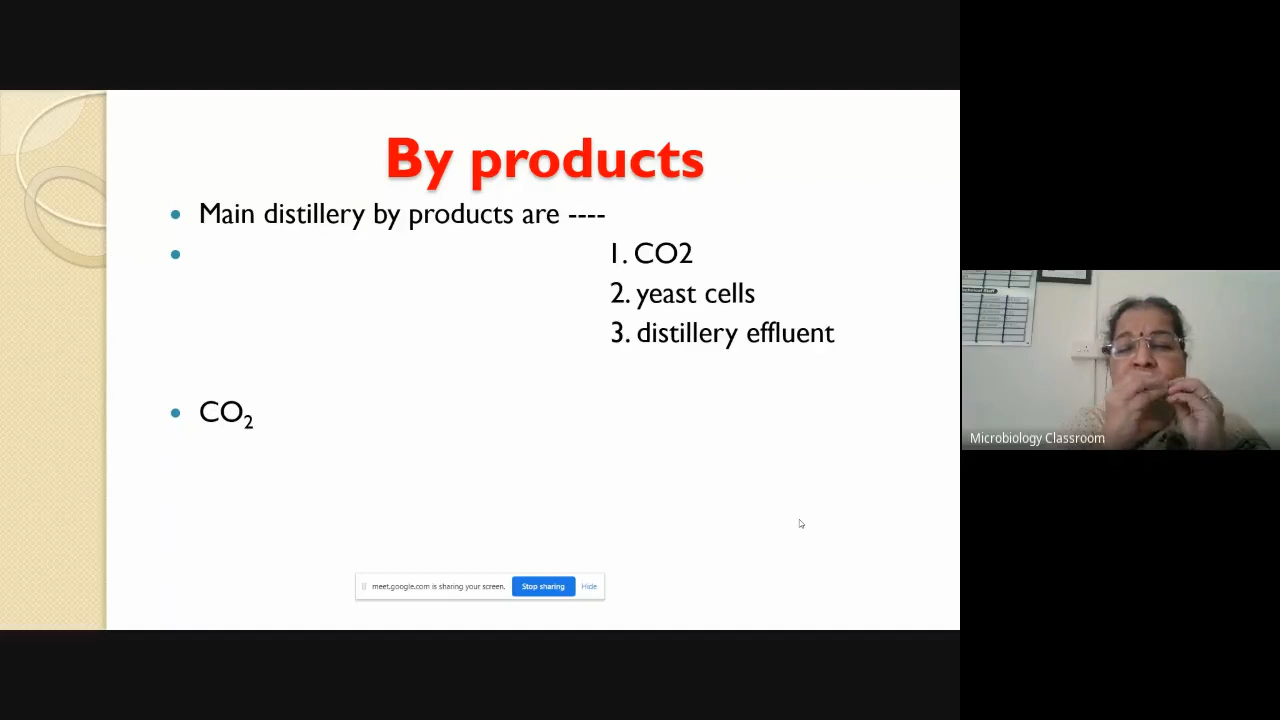 By products
Main distillery by products are ----
1. CO2
2. yeast cells
3. distillery effluent
CO₂
meet.google.com is sharing your screen. Stop sharing Hide
Microbiology Classroom